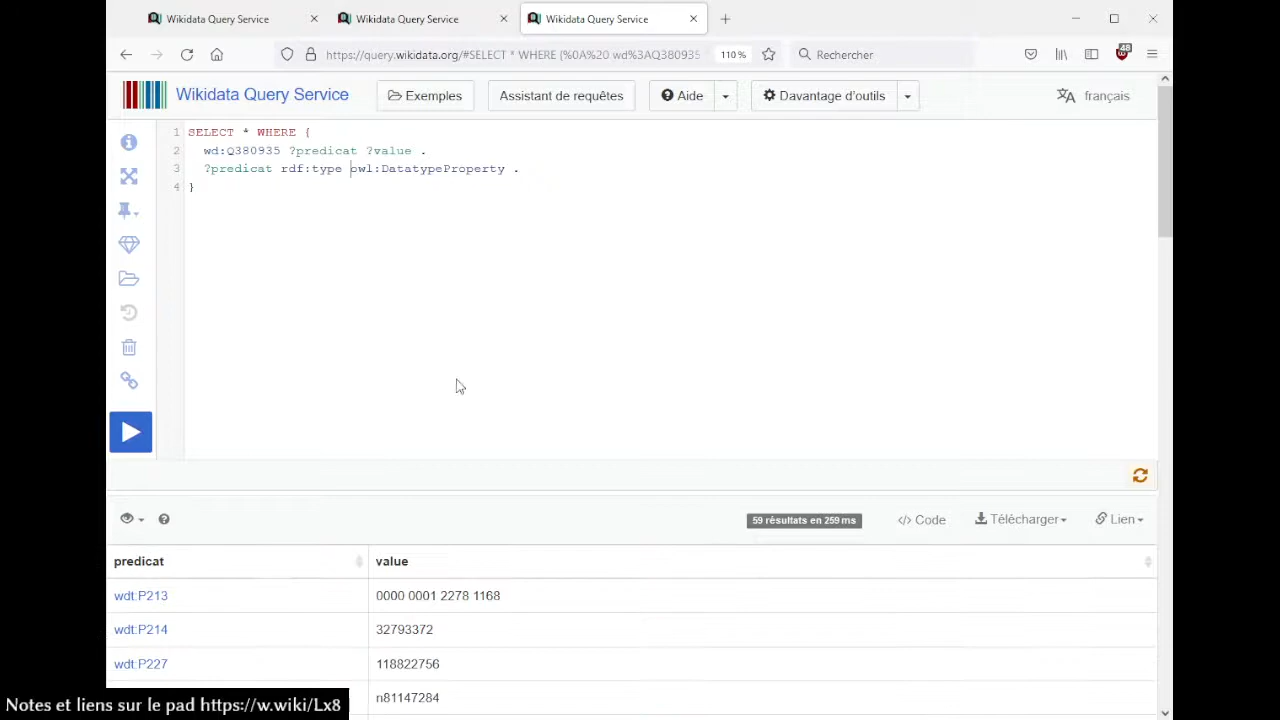 Wikidata Query Service
Wikidata Query Service
Wikidata Query Service
https://query.wikidata.org/#SELECT * WHERE {%0A%20 wd%3AQ380935
110%
Rechercher
48
Wikidata Query Service
Exemples
Assistant de requêtes
Aide
Davantage d'outils
français
1 SELECT * WHERE {
2 wd:Q380935 ?predicat ?value .
3 ?predicat rdf:type owl:DatatypeProperty .
4 }
59 résultats en 259 ms
</> Code
Télécharger
Lien
predicat value
wdt:P213 0000 0001 2278 1168
wdt:P214 32793372
wdt:P227 118822756
n81147284
Notes et liens sur le pad https://w.wiki/Lx8